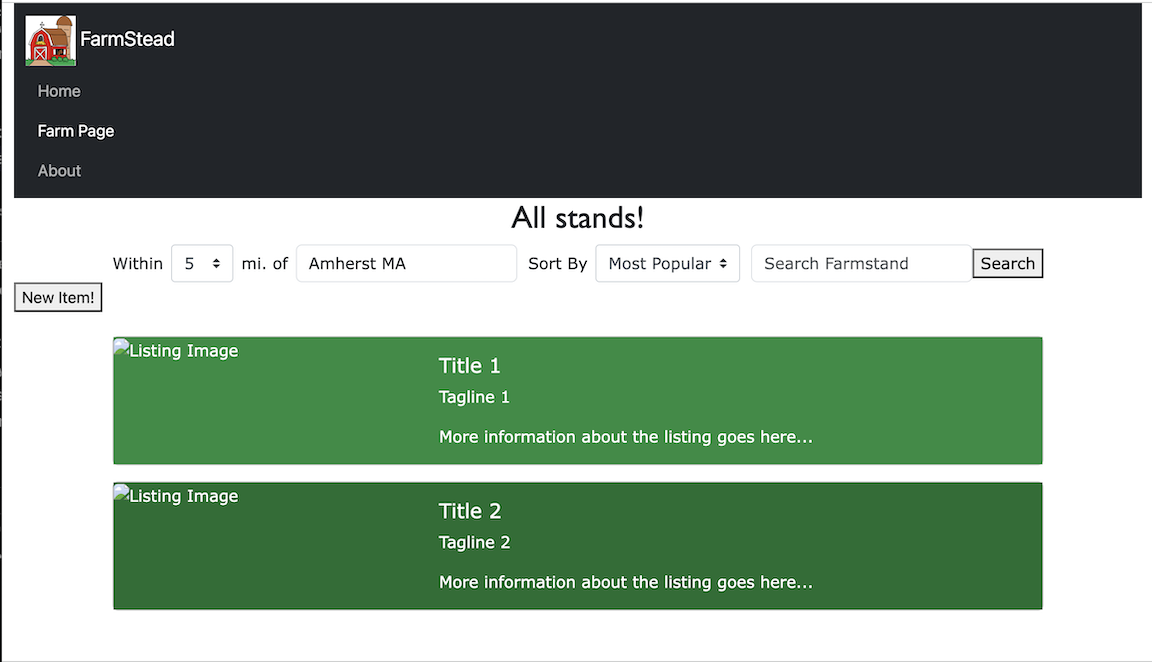 FarmStead
Home
Farm Page
About
All stands!
Within 5 mi. of Amherst MA Sort By Most Popular Search Farmstand Search
New Item!
Listing Image
Title 1
Tagline 1
More information about the listing goes here...
Listing Image
Title 2
Tagline 2
More information about the listing goes here...